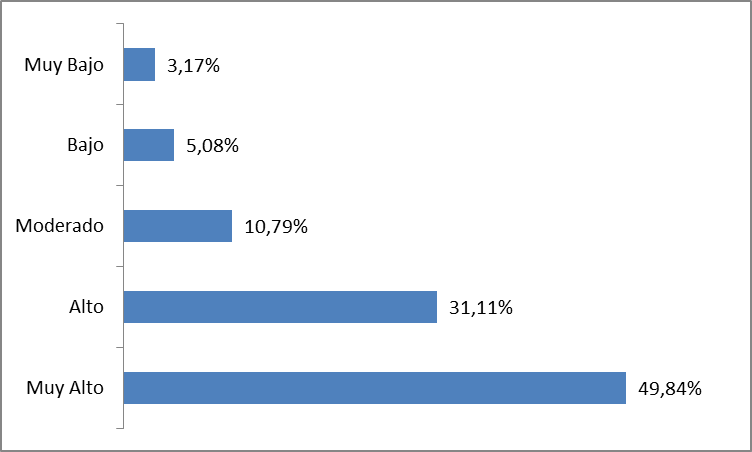 Muy Bajo 3,17%
Bajo 5,08%
Moderado 10,79%
Alto 31,11%
Muy Alto 49,84%